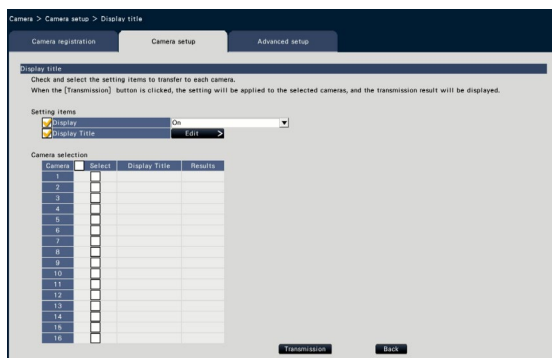 Camera > Camera setup > Display title
Camera registration Camera setup Advanced setup
Display title
Check and select the setting items to transfer to each camera.
When the [Transmission] button is clicked, the setting will be applied to the selected cameras, and the transmission result will be displayed.
Setting items
Display On
Display Title Edit >
Camera selection
Camera Select Display Title Results
1
2
3
4
5
6
7
8
9
10
11
12
13
14
15
16
Transmission Back